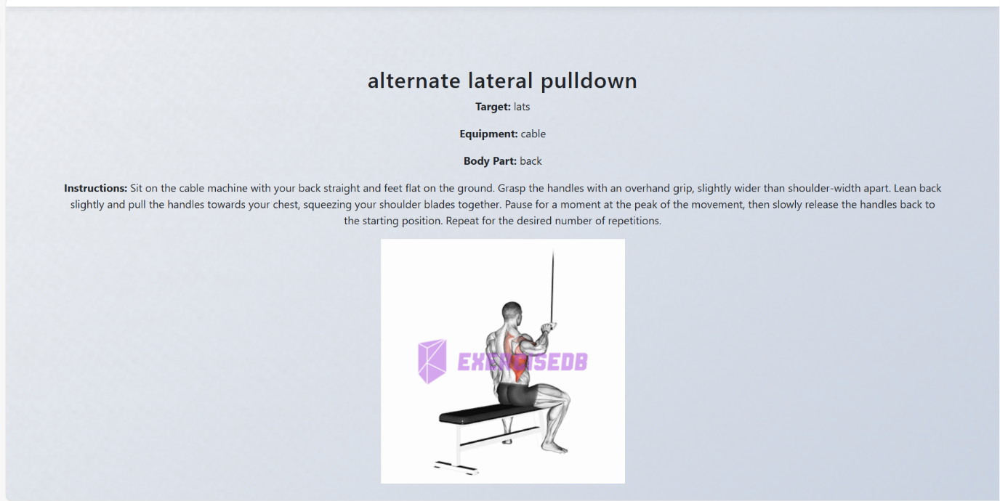 alternate lateral pulldown
Target: lats
Equipment: cable
Body Part: back
Instructions: Sit on the cable machine with your back straight and feet flat on the ground. Grasp the handles with an overhand grip, slightly wider than shoulder-width apart. Lean back
slightly and pull the handles towards your chest, squeezing your shoulder blades together. Pause for a moment at the peak of the movement, then slowly release the handles back to
the starting position. Repeat for the desired number of repetitions.
EXERCISEDB